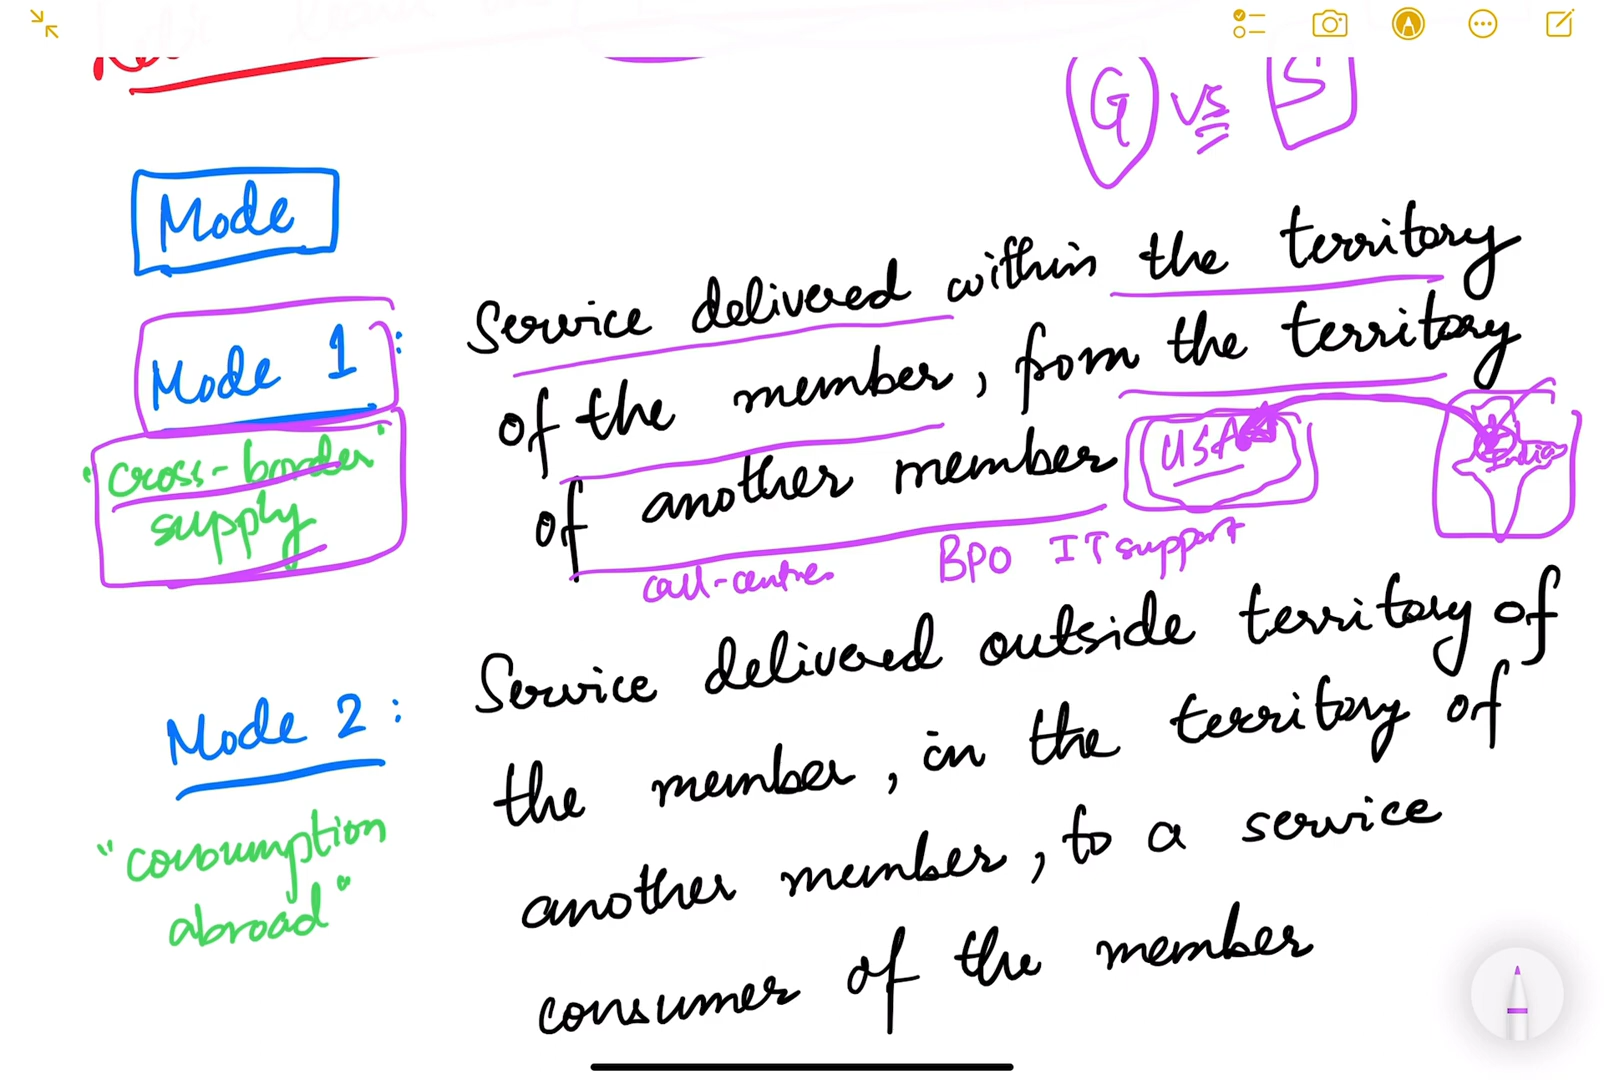 G vs S
Mode
Mode 1 :
"cross-border"
supply
Service delivered within the territory
of the member, from the territory
of another member
USA
India
call-centres BPO IT support
Mode 2 :
"consumption
abroad"
Service delivered outside territory of
the member, in the territory of
another member, to a service
consumer of the member